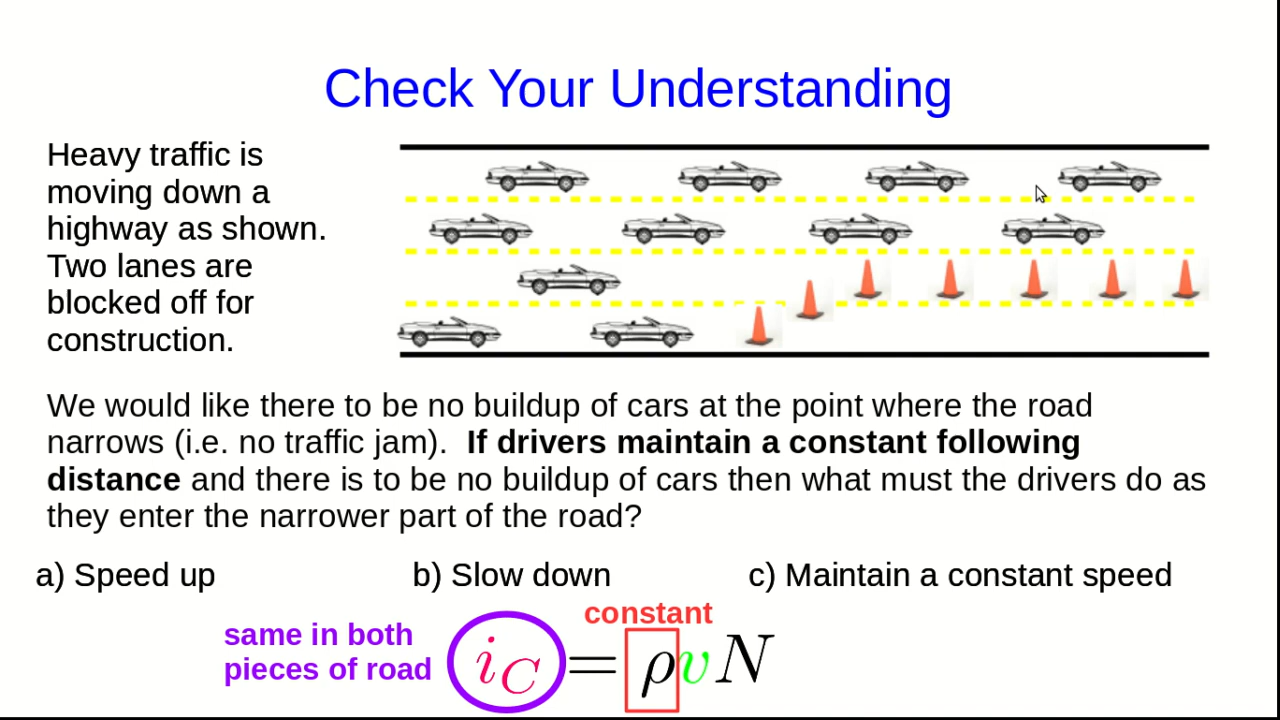 Check Your Understanding
Heavy traffic is
moving down a
highway as shown.
Two lanes are
blocked off for
construction.
We would like there to be no buildup of cars at the point where the road
narrows (i.e. no traffic jam).  If drivers maintain a constant following
distance and there is to be no buildup of cars then what must the drivers do as
they enter the narrower part of the road?
a) Speed up
b) Slow down
c) Maintain a constant speed
constant
same in both
pieces of road
i_C = ρvN